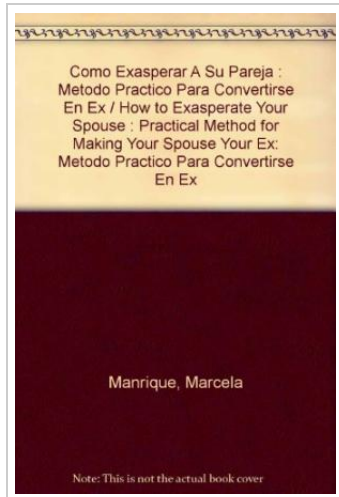 Como Exasperar A Su Pareja :
Metodo Practico Para Convertirse
En Ex / How to Exasperate Your
Spouse : Practical Method for
Making Your Spouse Your Ex:
Metodo Practico Para Convertirse
En Ex
Manrique, Marcela
Note: This is not the actual book cover